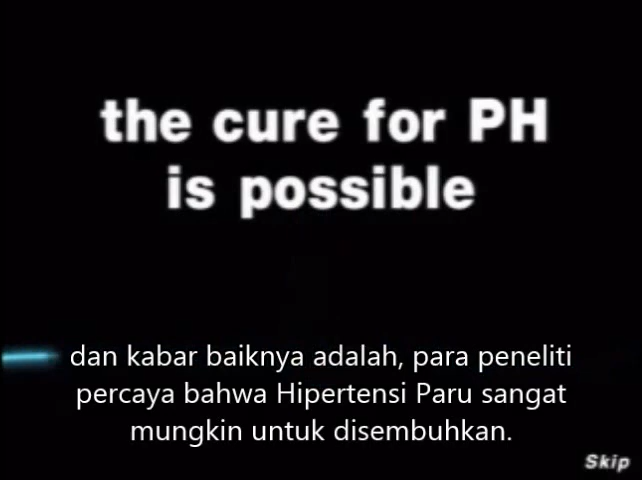 the cure for PH
is possible
dan kabar baiknya adalah, para peneliti
percaya bahwa Hipertensi Paru sangat
mungkin untuk disembuhkan.
Skip